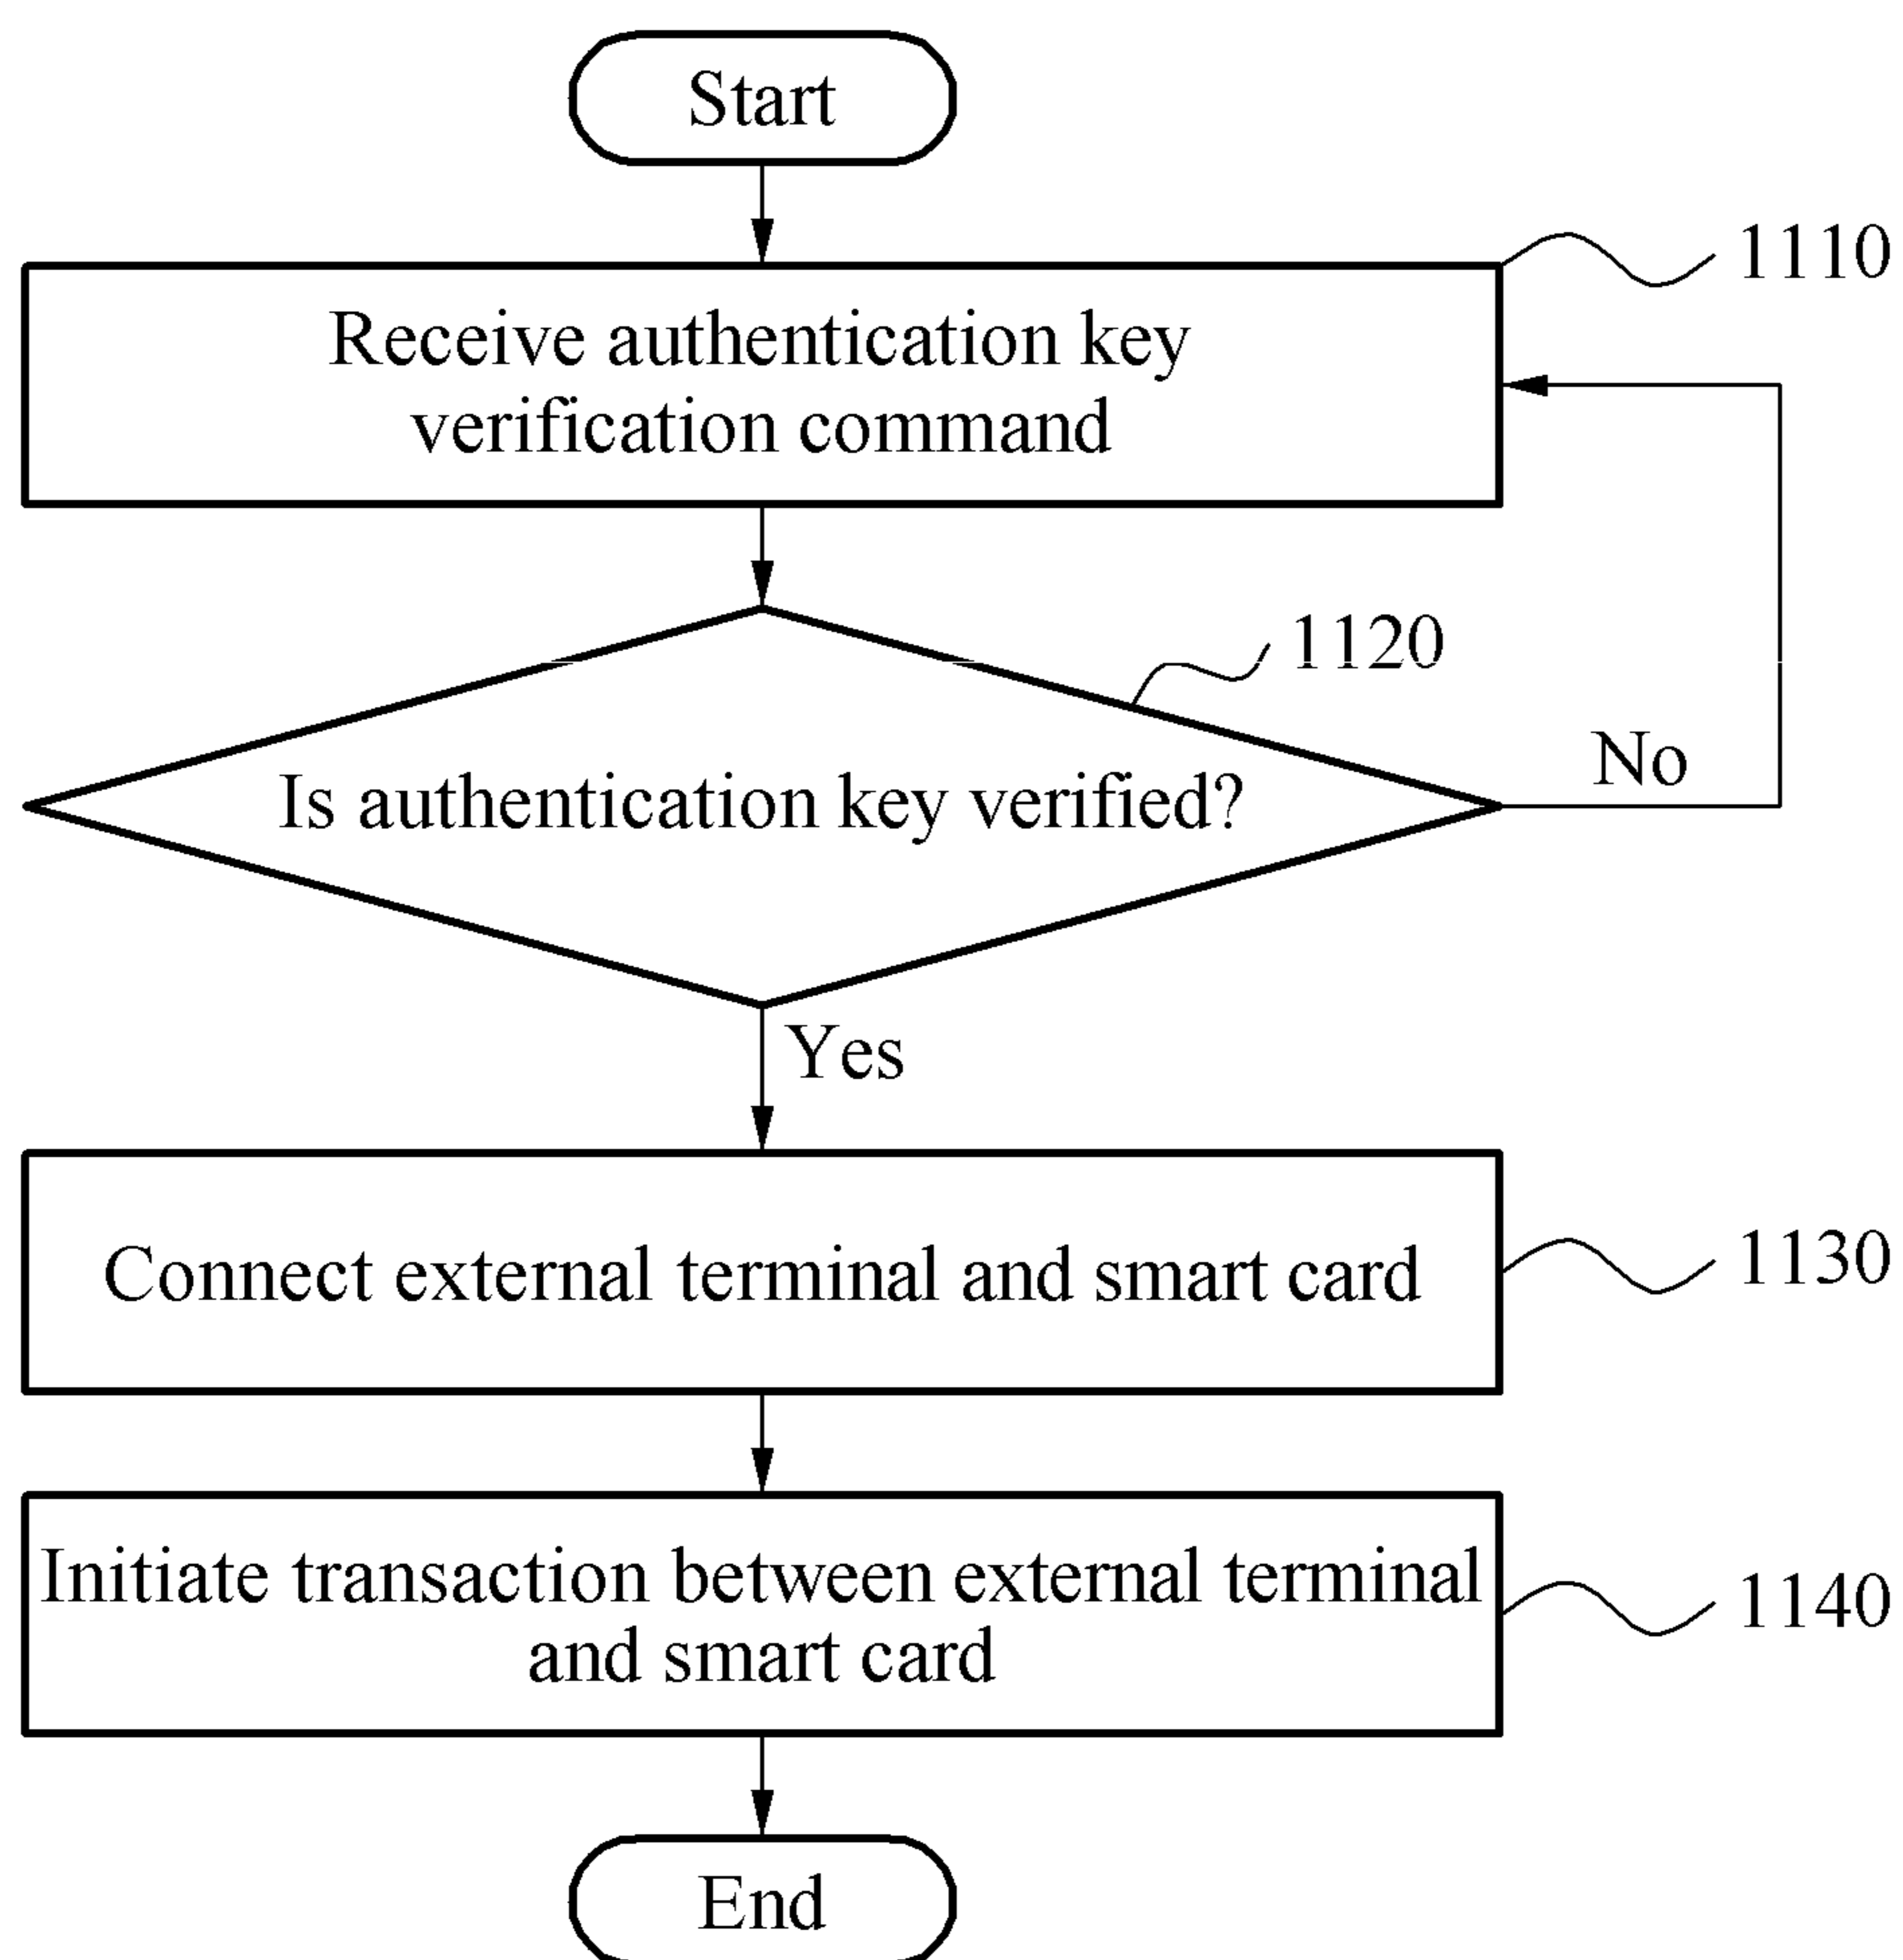 Start
1110
Receive authentication key
verification command
1120
Is authentication key verified?
No
Yes
Connect external terminal and smart card
1130
Initiate transaction between external terminal
and smart card
1140
End